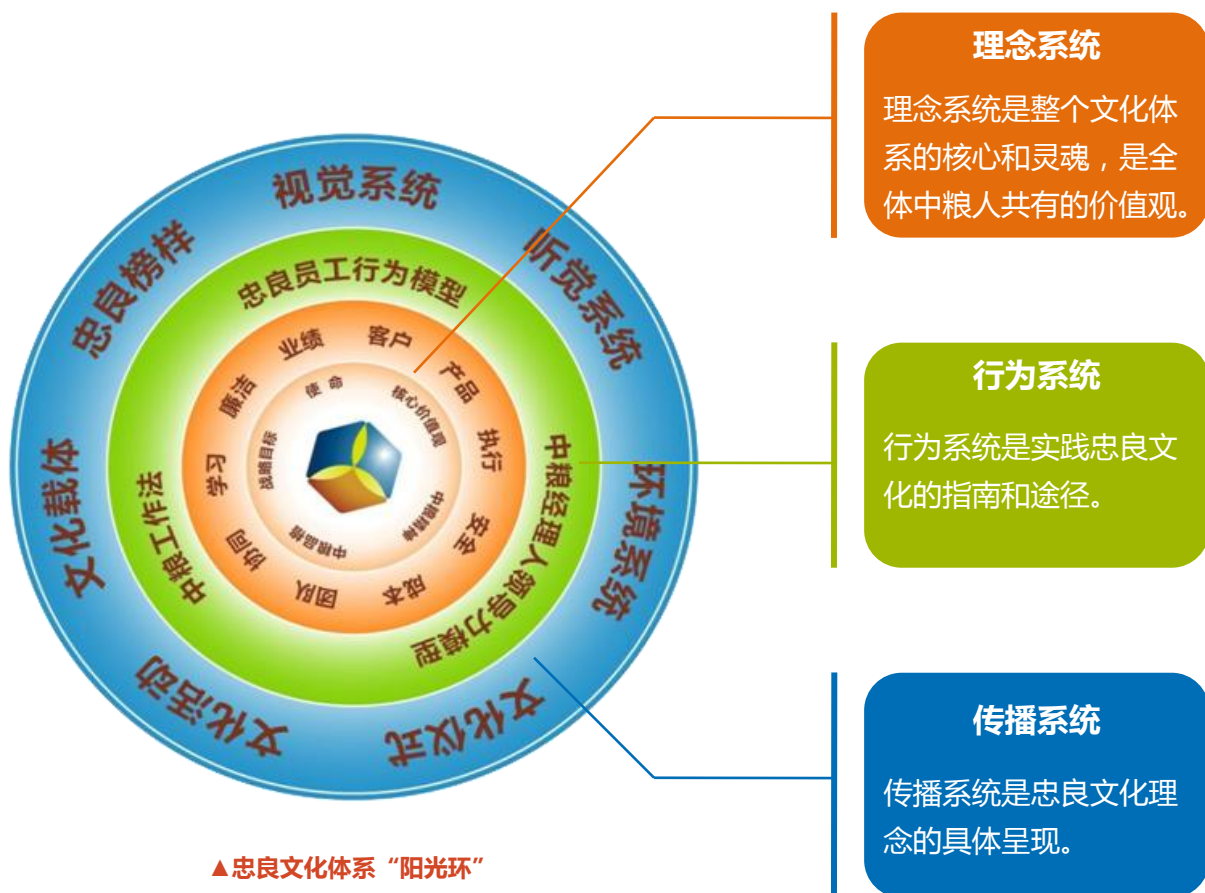 视觉系统
听觉系统
环境系统
文化仪式
文化活动
文化载体
忠良榜样
忠良员工行为模型
中粮经理人领导力模型
中粮工作法
业绩
客户
产品
执行
安全
成本
团队
协同
学习
廉洁
使命
核心价值观
中粮精神
中粮品格
战略目标
理念系统
理念系统是整个文化体
系的核心和灵魂，是全
体中粮人共有的价值观。
行为系统
行为系统是实践忠良文
化的指南和途径。
传播系统
传播系统是忠良文化理
念的具体呈现。
▲忠良文化体系“阳光环”